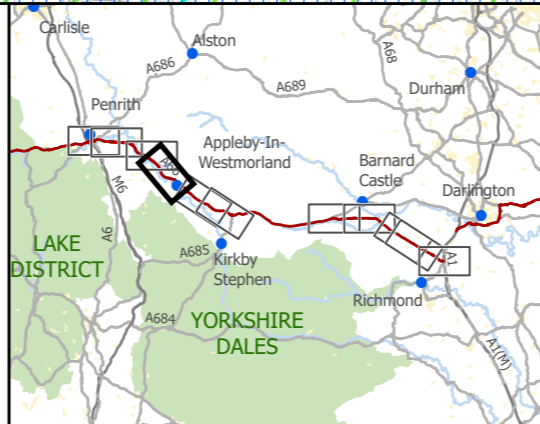 Carlisle
Alston
A68
A686
A689
Durham
Penrith
Appleby-In-
Westmorland
Barnard
Castle
A66
Darlington
M6
A6
LAKE
DISTRICT
A685
Kirkby
Stephen
A1
Richmond
A684
YORKSHIRE
DALES
A1(M)